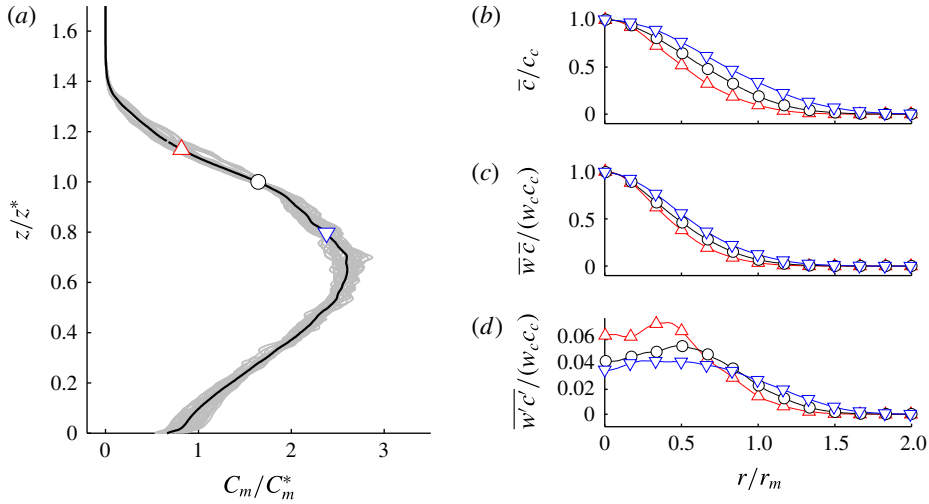 (a)
1.6
1.4
1.2
1.0
0.8
0.6
0.4
0.2
0
z/z*
0 1 2 3
C_m/C_m^*
(b)
1.0
0.5
0
c̅/c_c
(c)
1.0
0.5
0
w̅ c̅/(w_c c_c)
(d)
0.06
0.04
0.02
0
\overline{w'c'}/(w_c c_c)
0 0.5 1.0 1.5 2.0
r/r_m